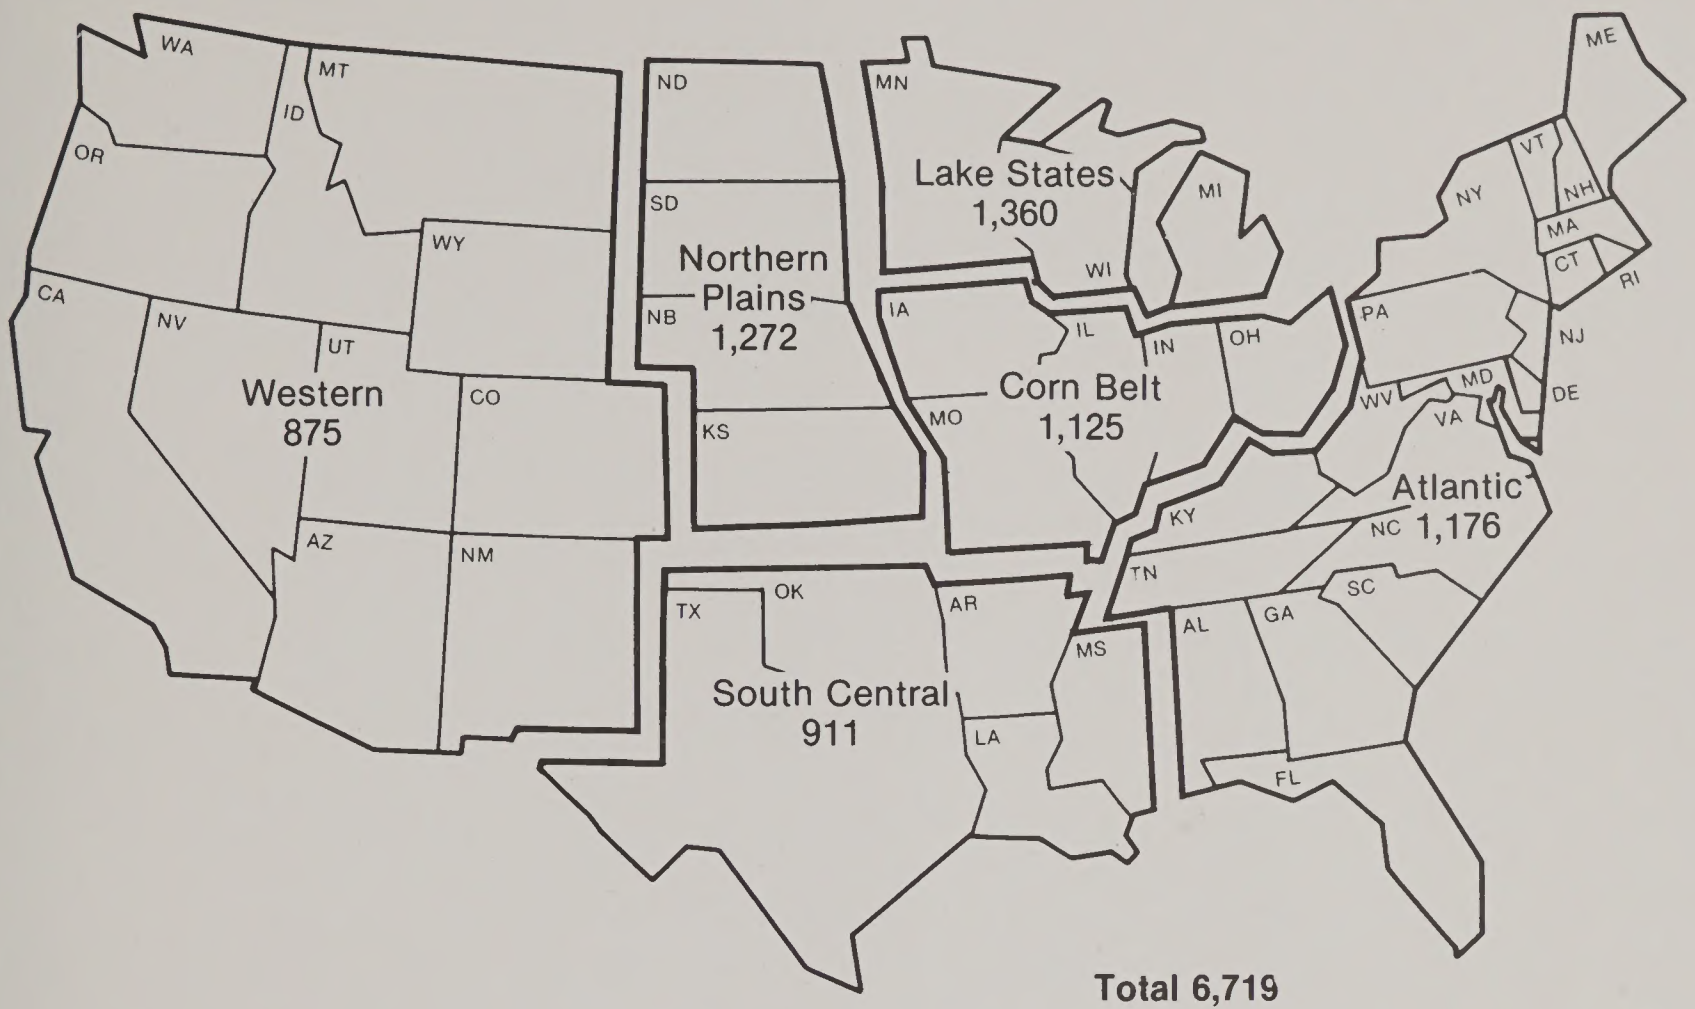 WA
MT
ID
OR
WY
CA
NV
UT
CO
AZ
NM
Western
875
ND
SD
Northern
Plains
1,272
NB
KS
MN
Lake States
1,360
MI
WI
IA
IL
IN
OH
Corn Belt
1,125
MO
OK
TX
AR
MS
South Central
911
LA
ME
VT
NH
NY
MA
CT
RI
PA
NJ
MD
DE
WV
VA
Atlantic
1,176
KY
NC
TN
SC
AL
GA
FL
Total 6,719